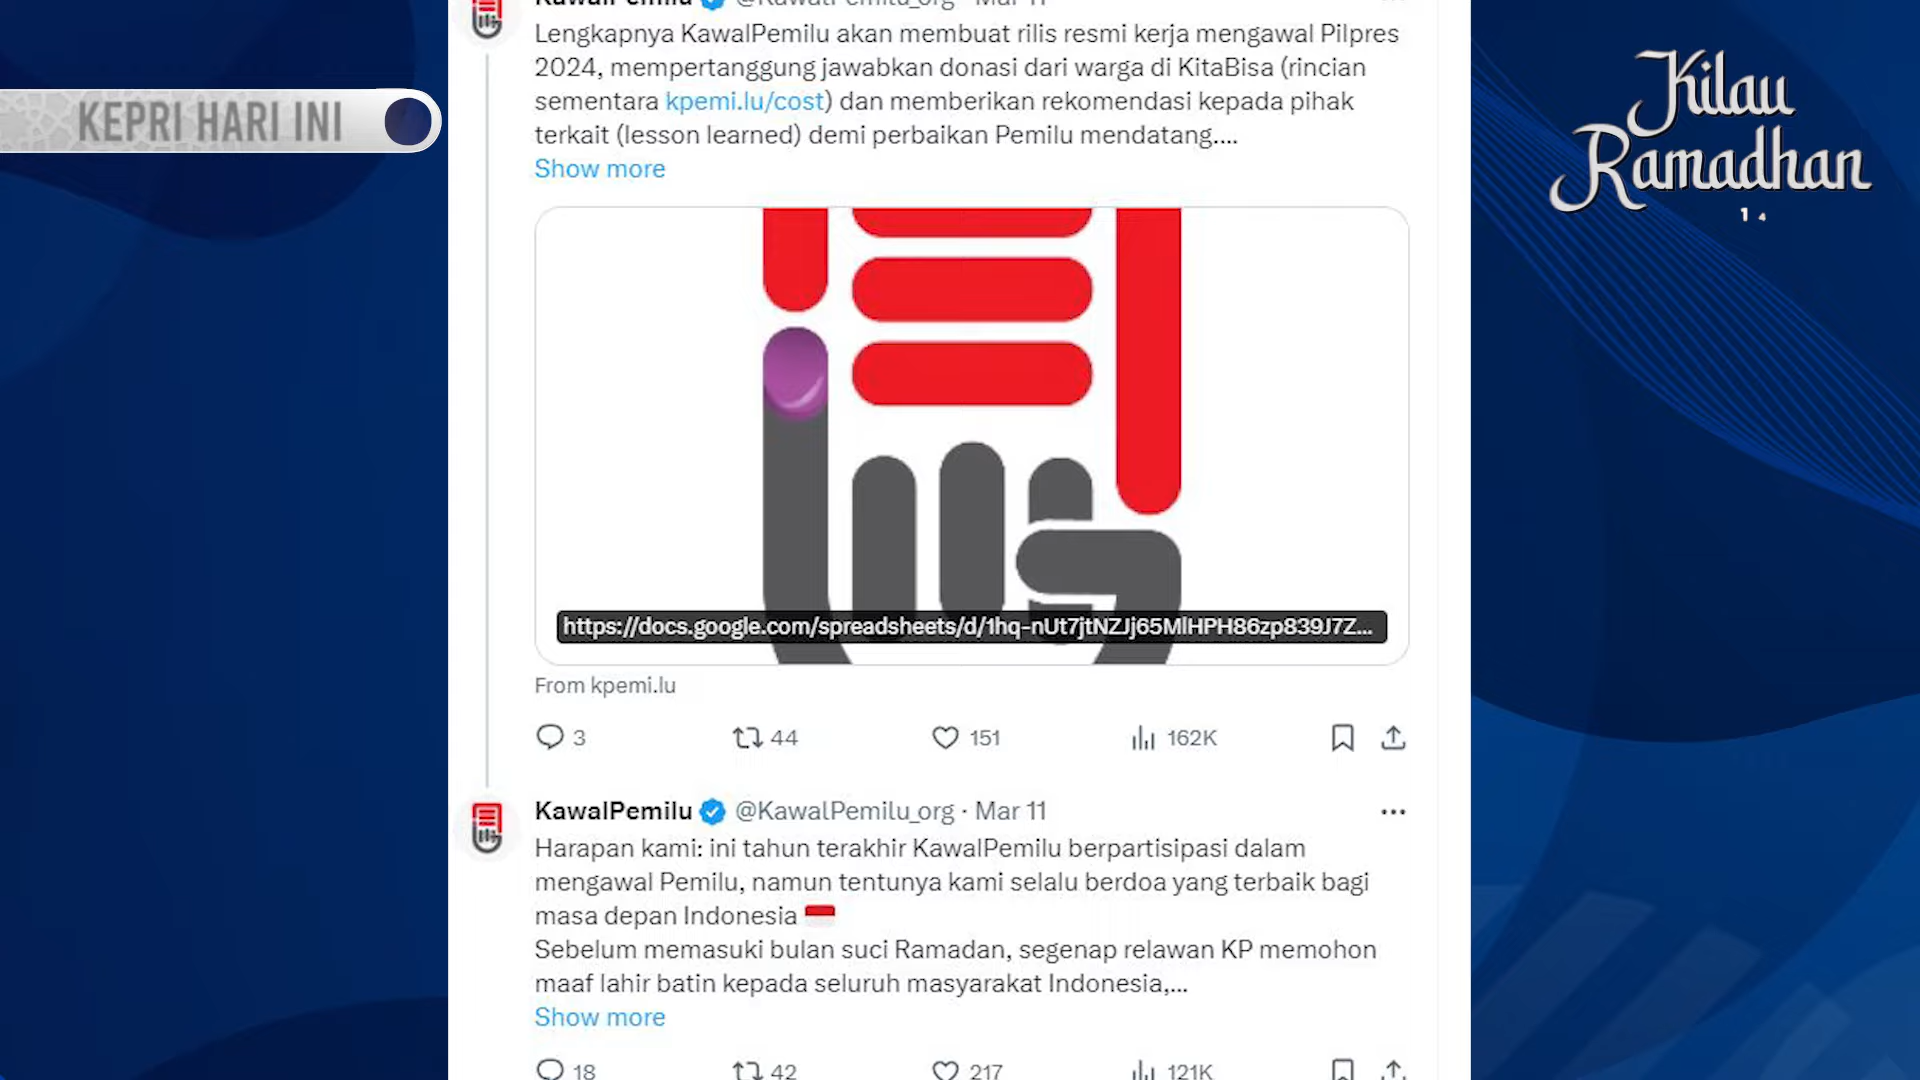 KawalPemilu @KawalPemilu_org · Mar 11
Lengkapnya KawalPemilu akan membuat rilis resmi kerja mengawal Pilpres
2024, mempertanggung jawabkan donasi dari warga di KitaBisa (rincian
sementara kpemi.lu/cost) dan memberikan rekomendasi kepada pihak
terkait (lesson learned) demi perbaikan Pemilu mendatang....
Show more
KEPRI HARI INI
Kilau
Ramadhan
https://docs.google.com/spreadsheets/d/1hq-nUt7jtNZJj65MlHPH86zp839J7Z...
From kpemi.lu
3 44 151 162K
KawalPemilu @KawalPemilu_org · Mar 11
Harapan kami: ini tahun terakhir KawalPemilu berpartisipasi dalam
mengawal Pemilu, namun tentunya kami selalu berdoa yang terbaik bagi
masa depan Indonesia
Sebelum memasuki bulan suci Ramadan, segenap relawan KP memohon
maaf lahir batin kepada seluruh masyarakat Indonesia,...
Show more
18 42 217 121K